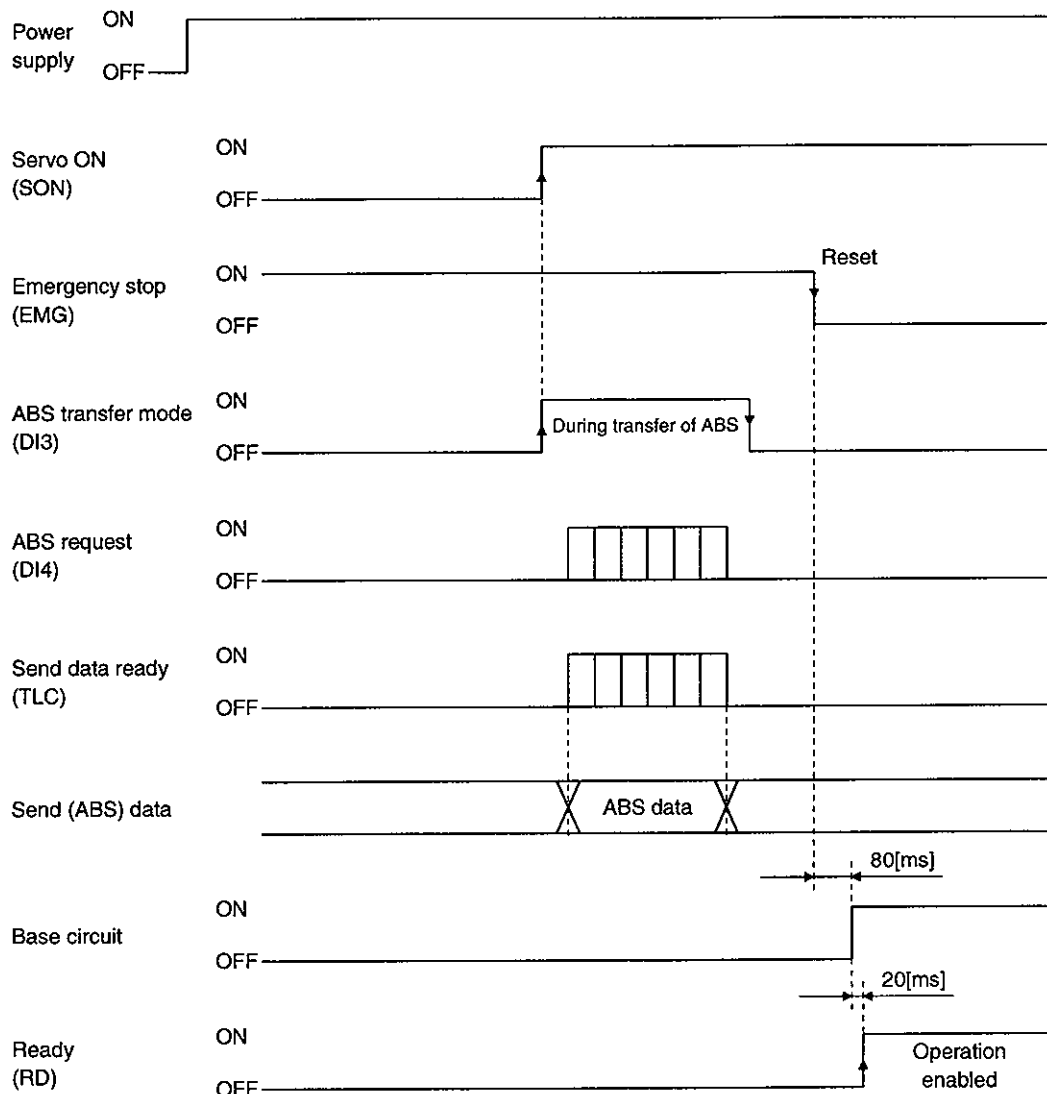 Power supply
ON
OFF
Servo ON
(SON)
ON
OFF
Emergency stop
(EMG)
ON
OFF
Reset
ABS transfer mode
(DI3)
ON
OFF
During transfer of ABS
ABS request
(DI4)
ON
OFF
Send data ready
(TLC)
ON
OFF
Send (ABS) data
ABS data
80[ms]
Base circuit
ON
OFF
20[ms]
Ready
(RD)
ON
OFF
Operation
enabled